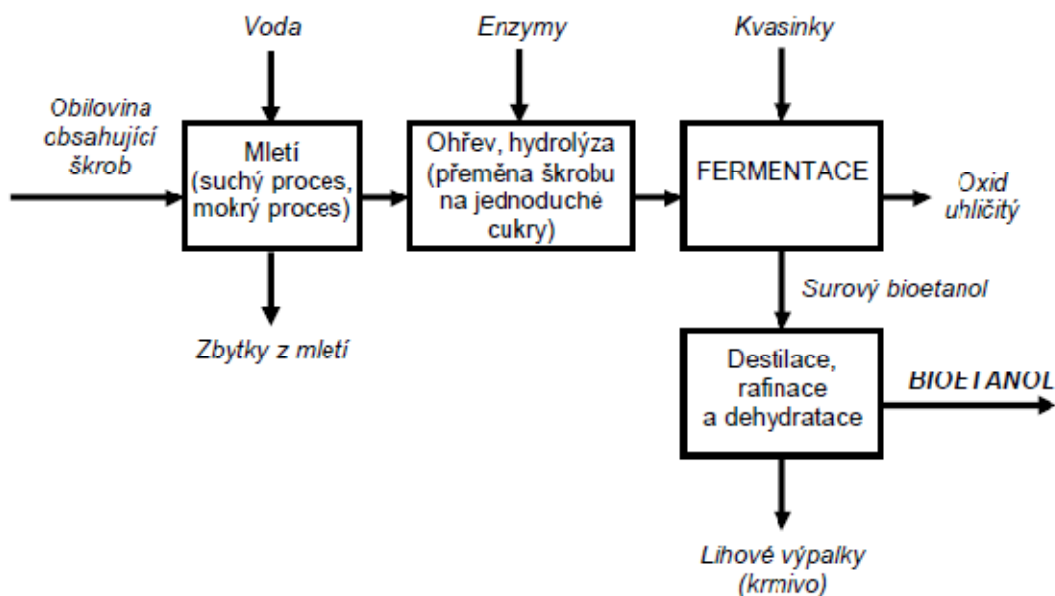 Voda
Enzymy
Kvasinky
Obilovina
obsahující
škrob
Mletí
(suchý proces,
mokrý proces)
Ohřev, hydrolýza
(přeměna škrobu
na jednoduché
cukry)
FERMENTACE
Oxid
uhličitý
Surový bioetanol
Zbytky z mletí
Destilace,
rafinace
a dehydratace
BIOETANOL
Lihové výpalky
(krmivo)